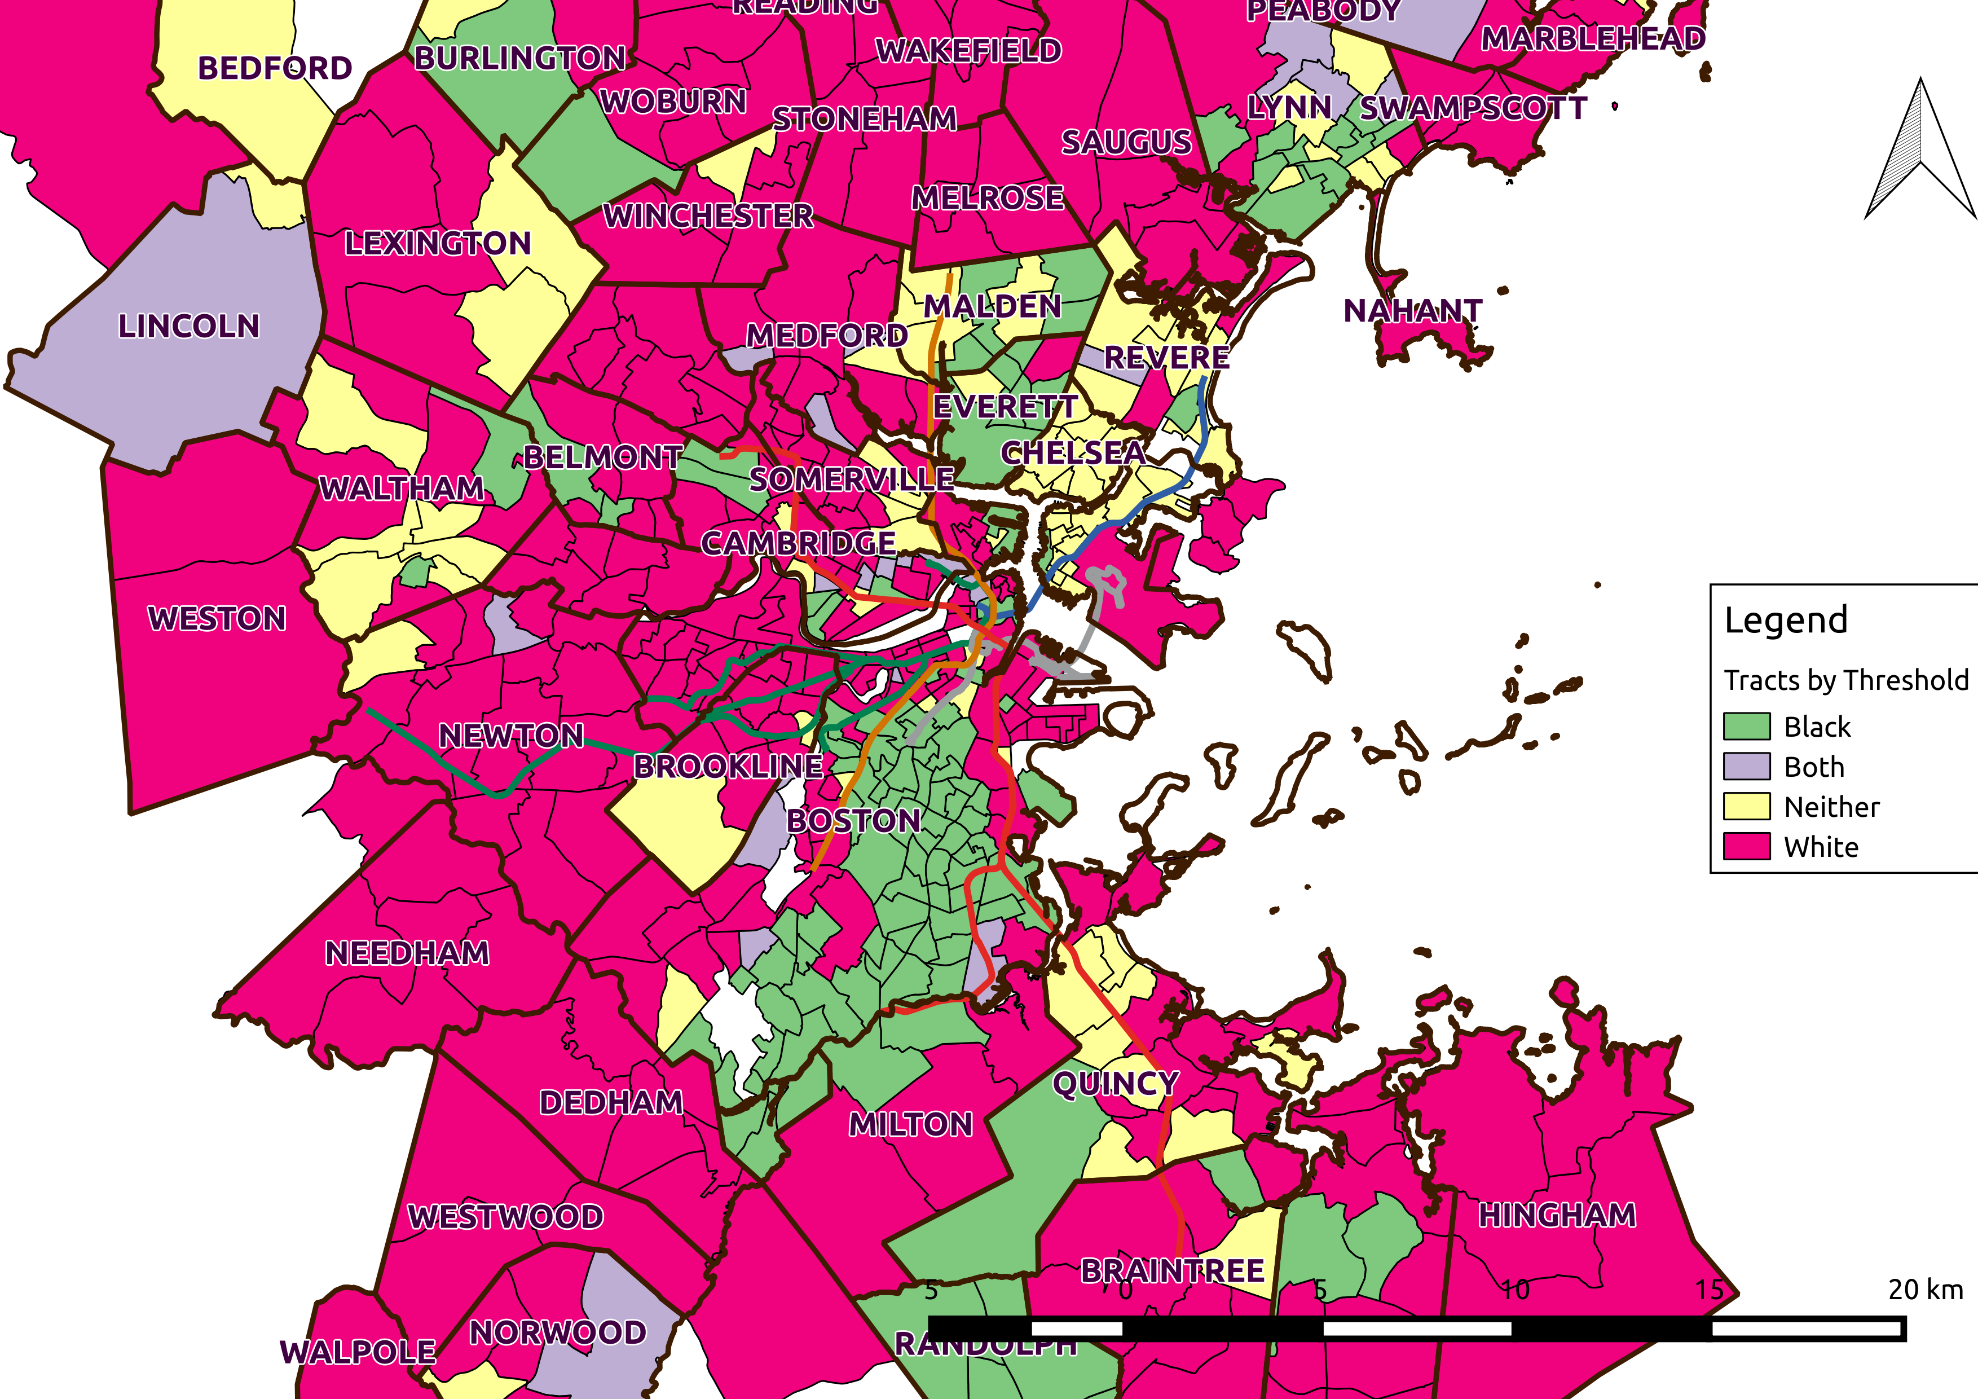 READING
PEABODY
MARBLEHEAD
BEDFORD
BURLINGTON
WAKEFIELD
WOBURN
STONEHAM
LYNN
SWAMPSCOTT
SAUGUS
MELROSE
WINCHESTER
LEXINGTON
LINCOLN
MALDEN
MEDFORD
NAHANT
REVERE
EVERETT
CHELSEA
BELMONT
SOMERVILLE
WALTHAM
CAMBRIDGE
WESTON
NEWTON
BROOKLINE
BOSTON
NEEDHAM
DEDHAM
MILTON
QUINCY
WESTWOOD
HINGHAM
BRAINTREE
NORWOOD
WALPOLE
RANDOLPH
Legend
Tracts by Threshold
Black
Both
Neither
White
5 0 5 10 15 20 km